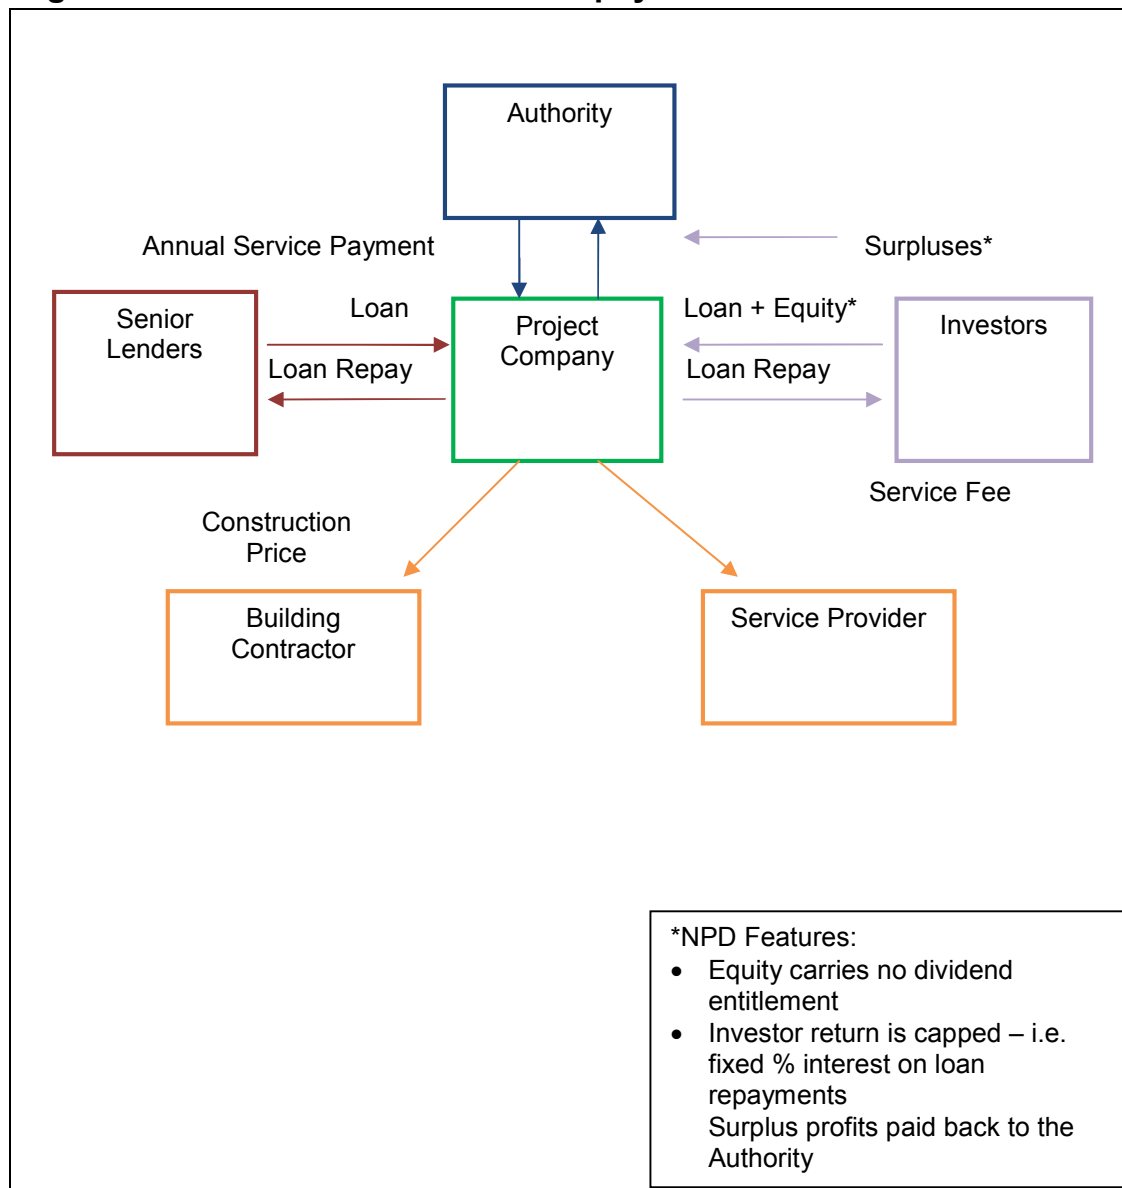 Authority
Annual Service Payment
Surpluses*
Senior
Lenders
Loan
Loan Repay
Project
Company
Loan + Equity*
Loan Repay
Investors
Service Fee
Construction
Price
Building
Contractor
Service Provider
*NPD Features:
• Equity carries no dividend
entitlement
• Investor return is capped – i.e.
fixed % interest on loan
repayments
Surplus profits paid back to the
Authority